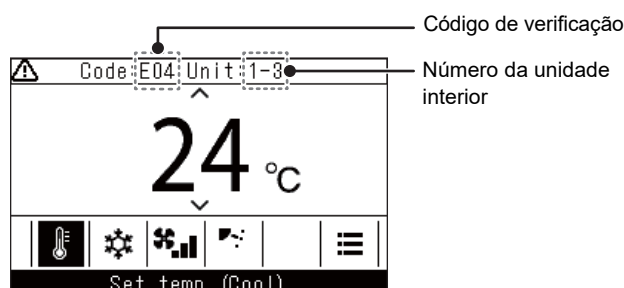 Código de verificação
Code:E04 Unit:1-3
Número da unidade
interior
24 °C
Set temp.(Cool)